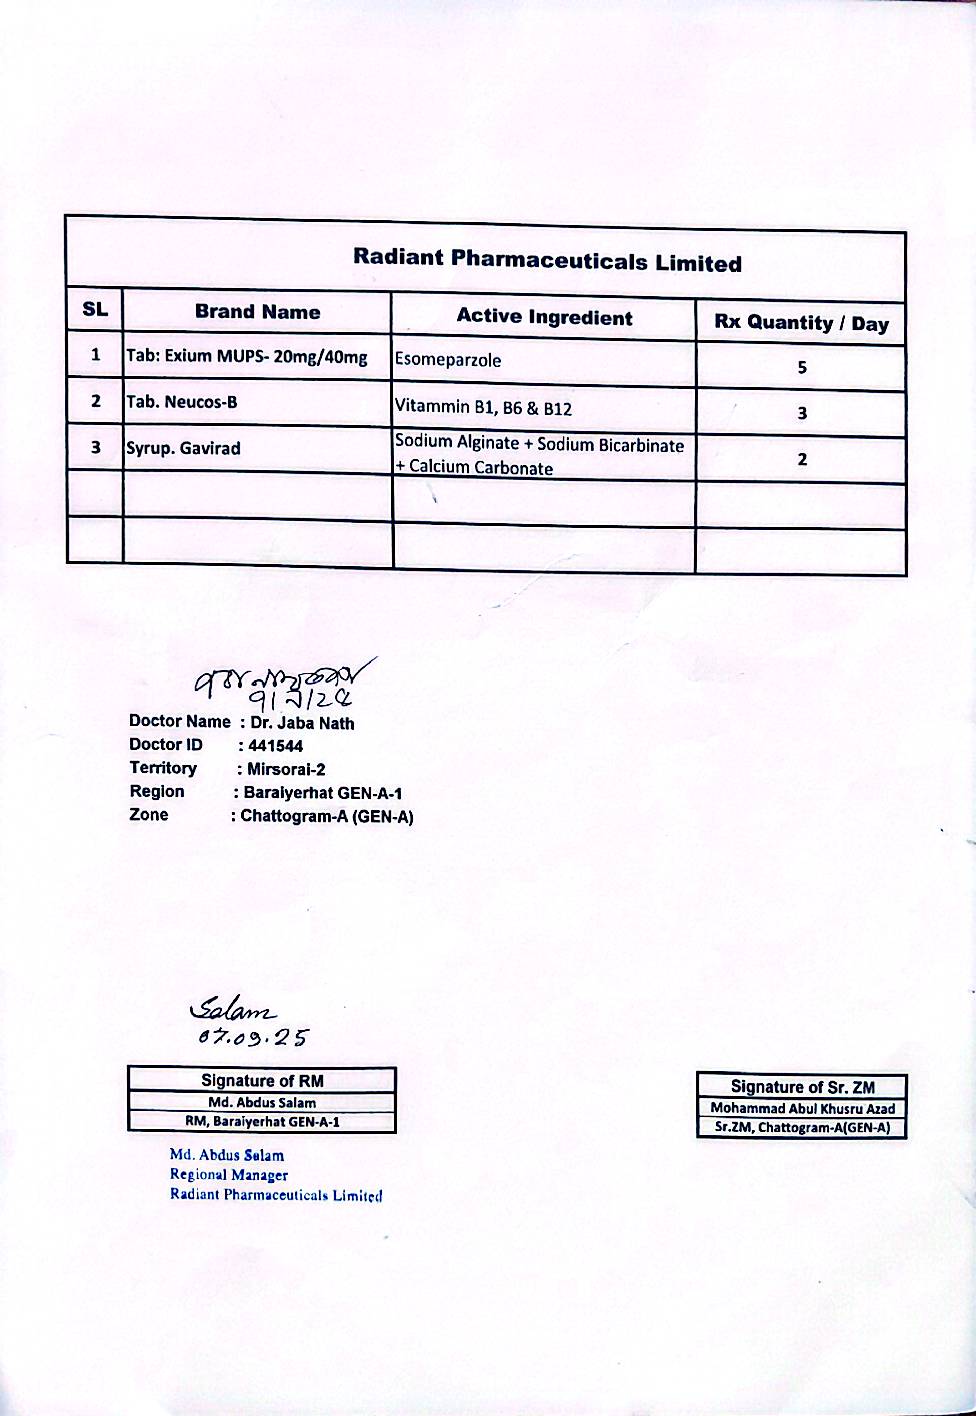 Radiant Pharmaceuticals Limited
SL Brand Name Active Ingredient Rx Quantity / Day
1 Tab: Exium MUPS- 20mg/40mg Esomeparzole 5
2 Tab. Neucos-B Vitammin B1, B6 & B12 3
3 Syrup. Gavirad Sodium Alginate + Sodium Bicarbinate + Calcium Carbonate 2
৭/৯/২৫
Doctor Name : Dr. Jaba Nath
Doctor ID : 441544
Territory : Mirsorai-2
Region : Baraiyerhat GEN-A-1
Zone : Chattogram-A (GEN-A)
Salam
07.09.25
Signature of RM
Md. Abdus Salam
RM, Baraiyerhat GEN-A-1
Signature of Sr. ZM
Mohammad Abul Khusru Azad
Sr.ZM, Chattogram-A(GEN-A)
Md. Abdus Salam
Regional Manager
Radiant Pharmaceuticals Limited